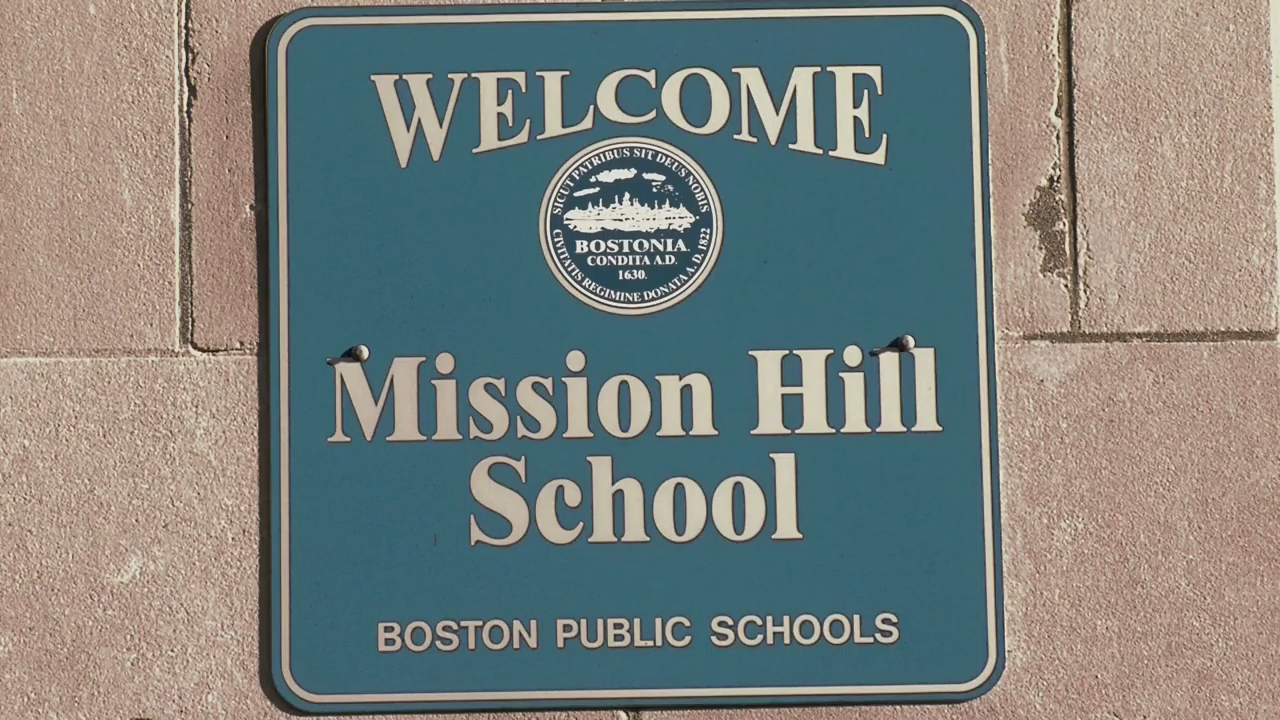 WELCOME
SICUT PATRIBUS SIT DEUS NOBIS
BOSTONIA.
CONDITA A.D.
1630.
CIVITATIS REGIMINE DONATA A.D. 1822
Mission Hill
School
BOSTON PUBLIC SCHOOLS